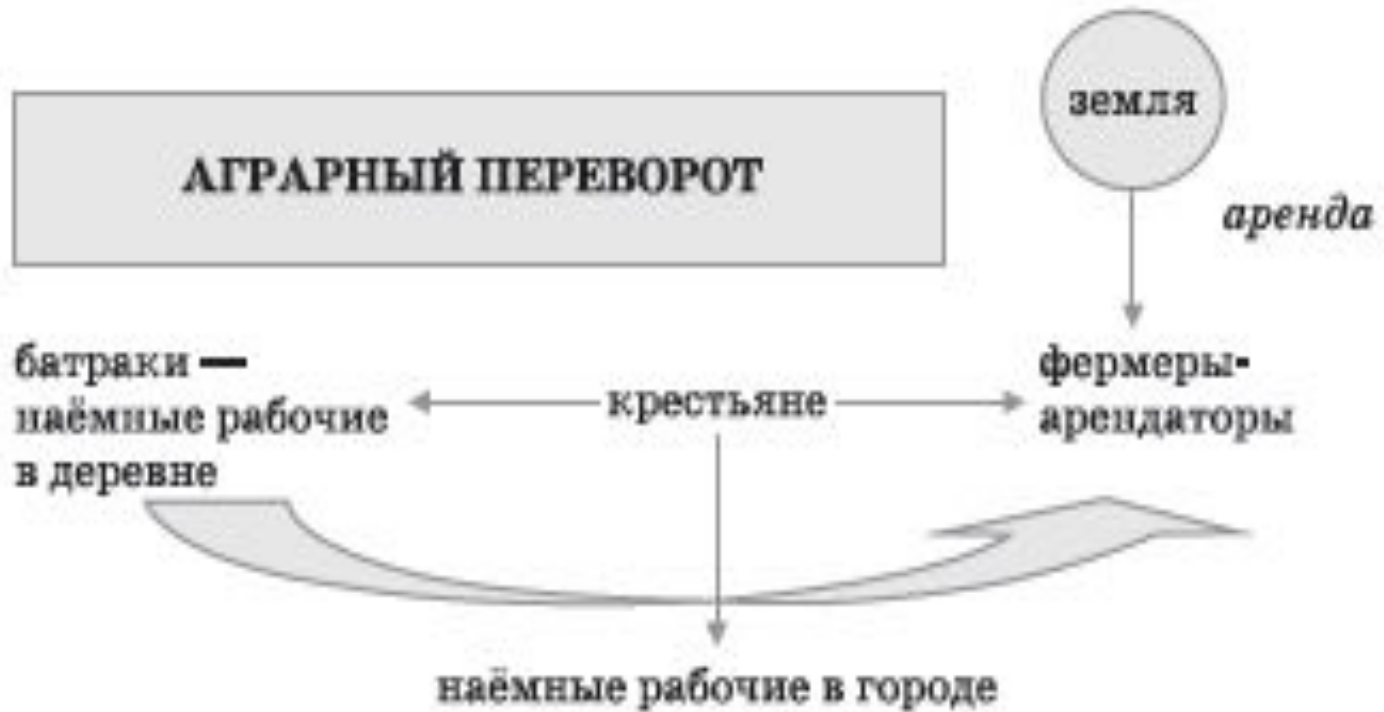 земля
АГРАРНЫЙ ПЕРЕВОРОТ
аренда
батраки —
наёмные рабочие
в деревне
крестьяне
фермеры-
арендаторы
наёмные рабочие в городе